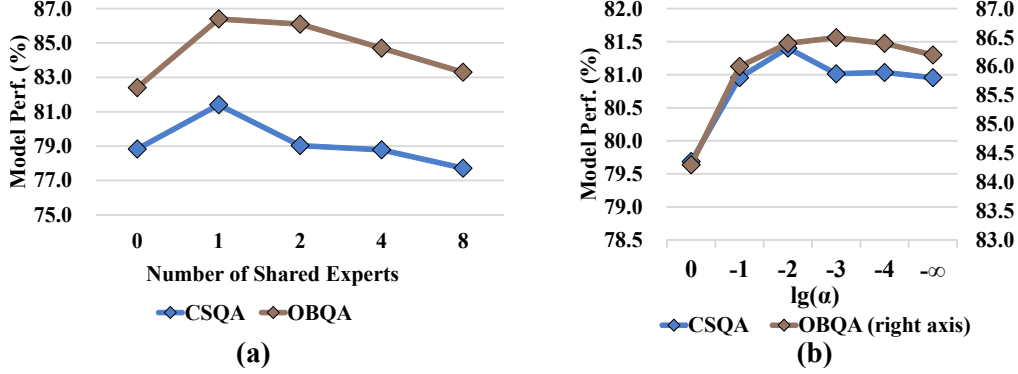 Model Perf. (%)
87.0
85.0
83.0
81.0
79.0
77.0
75.0
0 1 2 4 8
Number of Shared Experts
CSQA OBQA
(a)
Model Perf. (%)
82.0
81.5
81.0
80.5
80.0
79.5
79.0
78.5
87.0
86.5
86.0
85.5
85.0
84.5
84.0
83.5
83.0
0 -1 -2 -3 -4 -∞
lg(α)
CSQA OBQA (right axis)
(b)